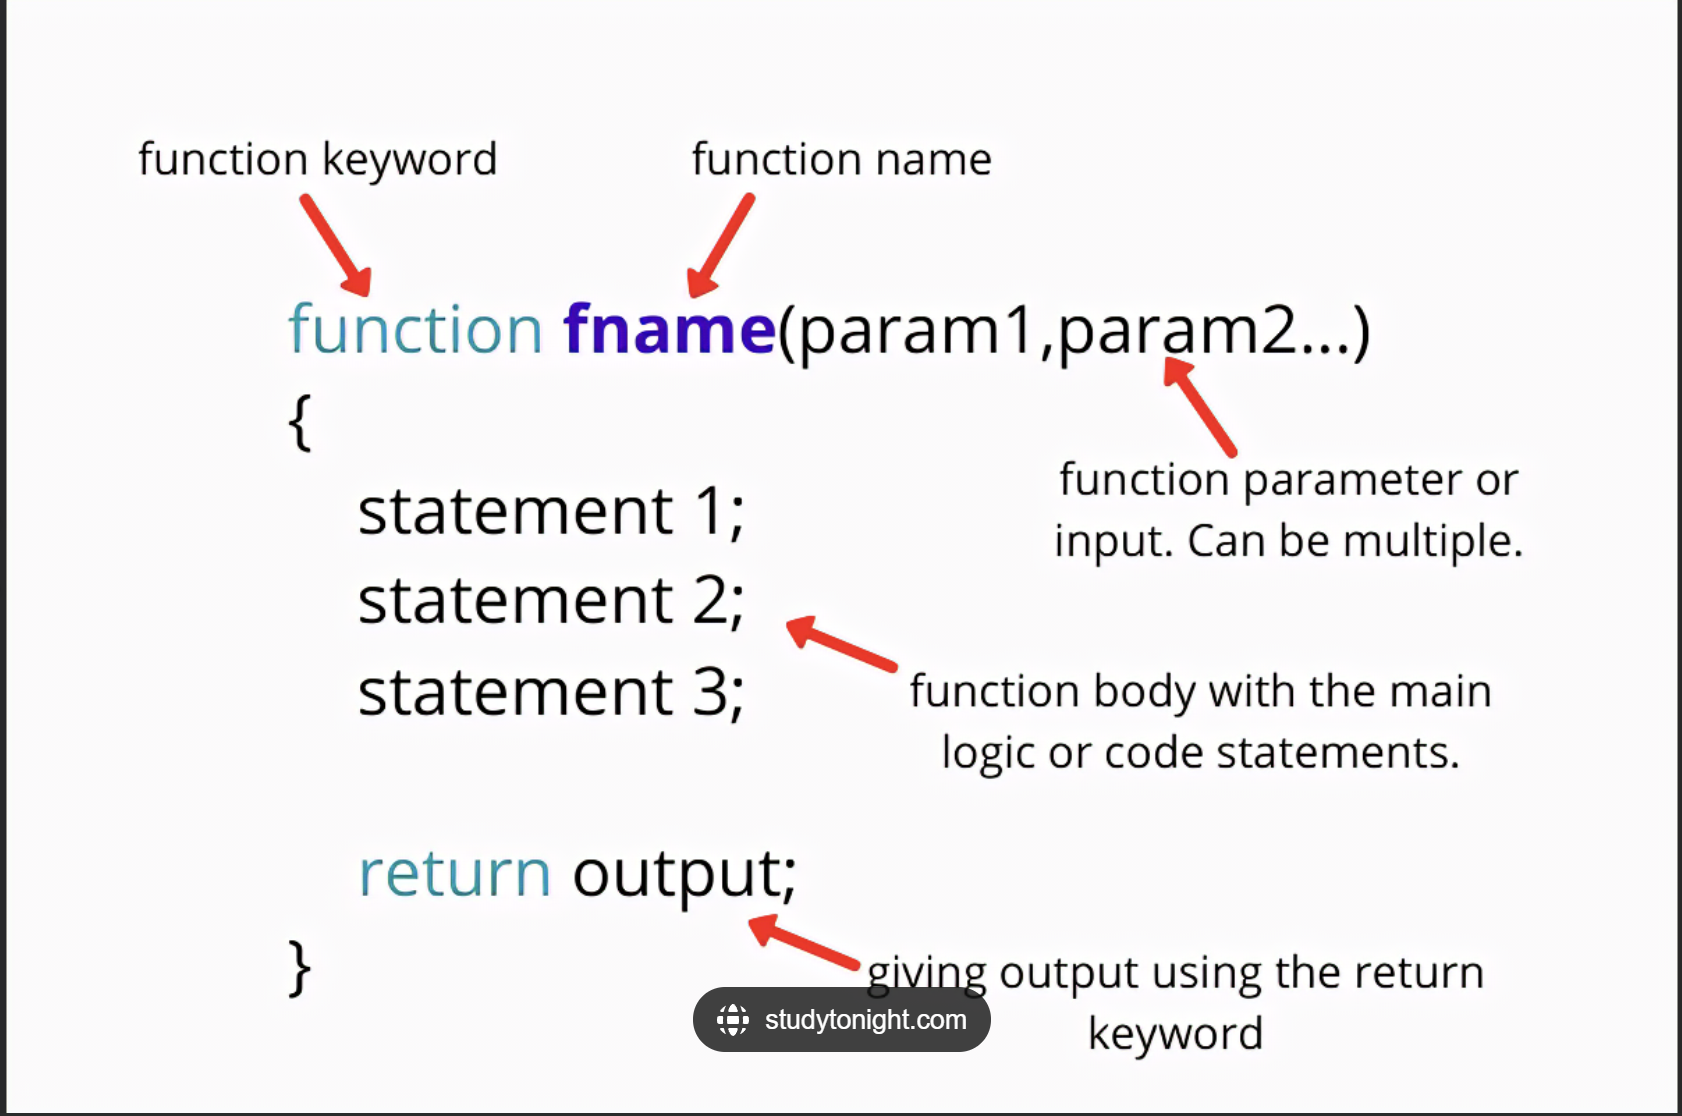 function keyword
function name
function fname(param1,param2...)
{
function parameter or
input. Can be multiple.
statement 1;
statement 2;
statement 3;
function body with the main
logic or code statements.
return output;
}
giving output using the return
keyword
studytonight.com